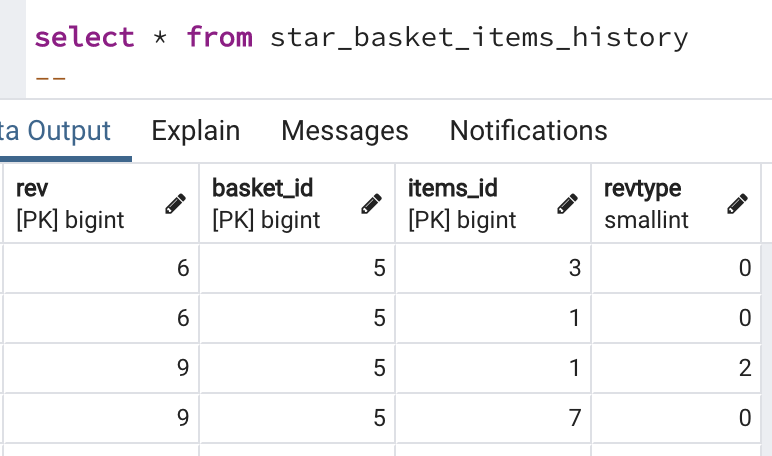 select * from star_basket_items_history
--
ta Output Explain Messages Notifications
rev basket_id items_id revtype
[PK] bigint [PK] bigint [PK] bigint smallint
6 5 3 0
6 5 1 0
9 5 1 2
9 5 7 0